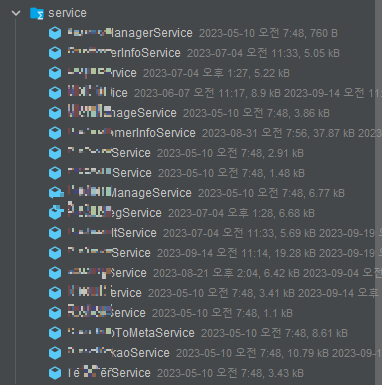 service
ManagerService 2023-05-10 오전 7:48, 760 B
erInfoService 2023-07-04 오전 11:33, 5.05 kB
rvice 2023-07-04 오후 1:27, 5.22 kB
ice 2023-06-07 오전 11:17, 8.9 kB 2023-09-14 오전 11
nageService 2023-05-10 오전 7:48, 3.86 kB
omerInfoService 2023-08-31 오전 7:56, 37.87 kB 2023
Service 2023-05-10 오전 7:48, 2.91 kB
Service 2023-05-10 오전 7:48, 1.48 kB
ManageService 2023-05-10 오전 7:48, 6.77 kB
egService 2023-07-04 오후 1:28, 6.68 kB
ltService 2023-07-04 오전 11:33, 5.69 kB 2023-09-19
Service 2023-09-14 오전 11:14, 19.28 kB 2023-09-19
Service 2023-08-21 오후 2:04, 6.42 kB 2023-09-04 오전
ervice 2023-05-10 오전 7:48, 3.41 kB 2023-09-14 오전
Service 2023-05-10 오전 7:48, 1.1 kB
oToMetaService 2023-05-10 오전 7:48, 8.61 kB
kaoService 2023-05-10 오전 7:48, 10.79 kB 2023-09
erService 2023-05-10 오전 7:48, 3.43 kB